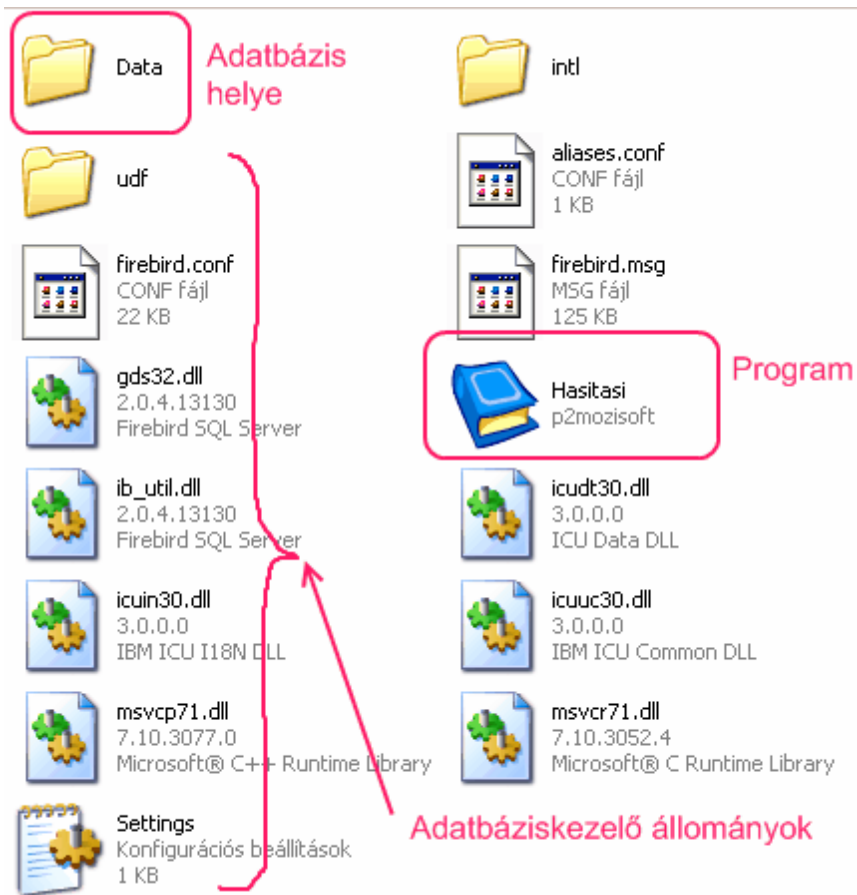 Data
Adatbázis
helye
intl
udf
aliases.conf
CONF fájl
1 KB
firebird.conf
CONF fájl
22 KB
firebird.msg
MSG fájl
125 KB
gds32.dll
2.0.4.13130
Firebird SQL Server
Hasitasi
p2mozisoft
Program
ib_util.dll
2.0.4.13130
Firebird SQL Server
icudt30.dll
3.0.0.0
ICU Data DLL
icuin30.dll
3.0.0.0
IBM ICU I18N DLL
icuuc30.dll
3.0.0.0
IBM ICU Common DLL
msvcp71.dll
7.10.3077.0
Microsoft® C++ Runtime Library
msvcr71.dll
7.10.3052.4
Microsoft® C Runtime Library
Settings
Konfigurációs beállítások
1 KB
Adatbáziskezelő állományok